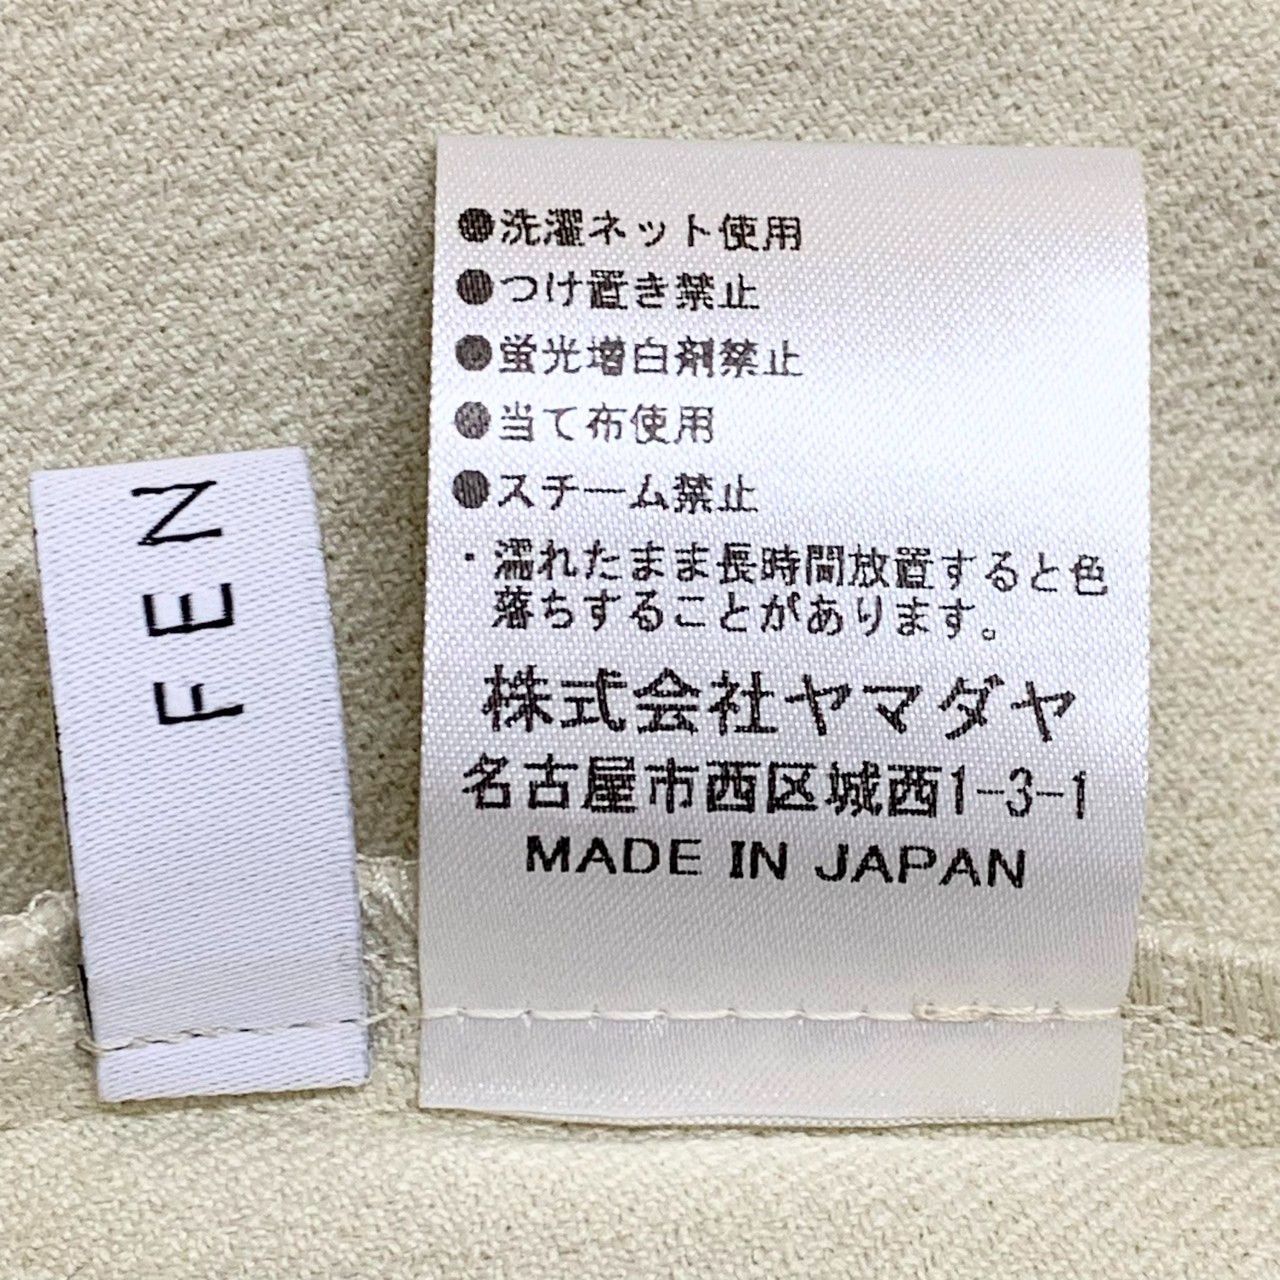 ●洗濯ネット使用
●つけ置き禁止
●蛍光増白剤禁止
●当て布使用
●スチーム禁止
・濡れたまま長時間放置すると色
落ちすることがあります。
株式会社ヤマダヤ
名古屋市西区城西1-3-1
MADE IN JAPAN
FEN